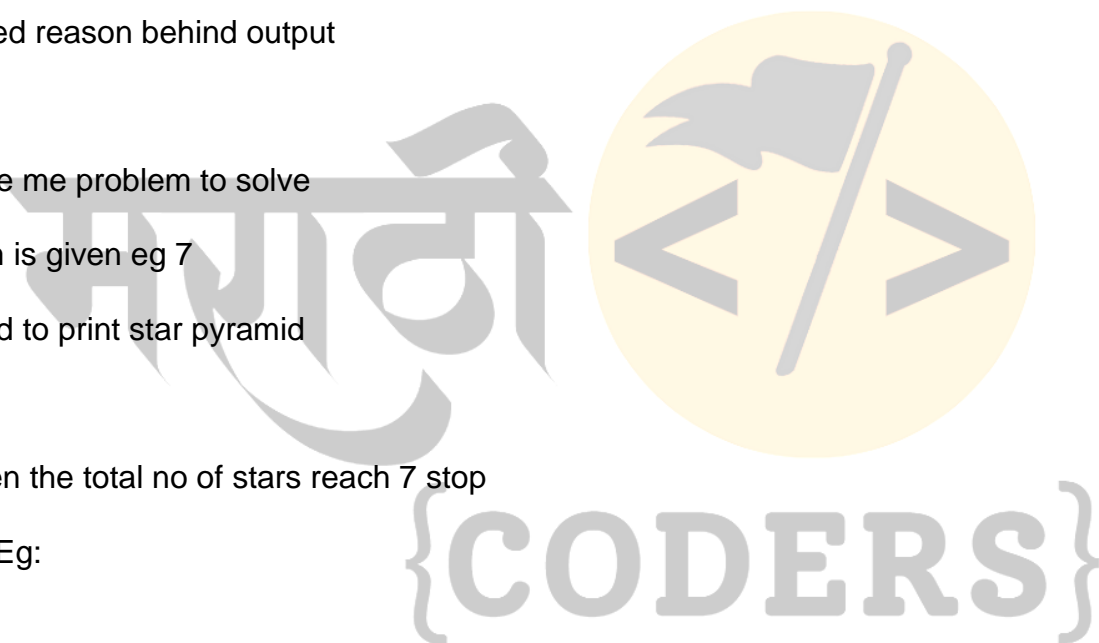 ed reason behind output
e me problem to solve
मराठी
n is given eg 7
d to print star pyramid
</>
en the total no of stars reach 7 stop
Eg:
{CODERS}